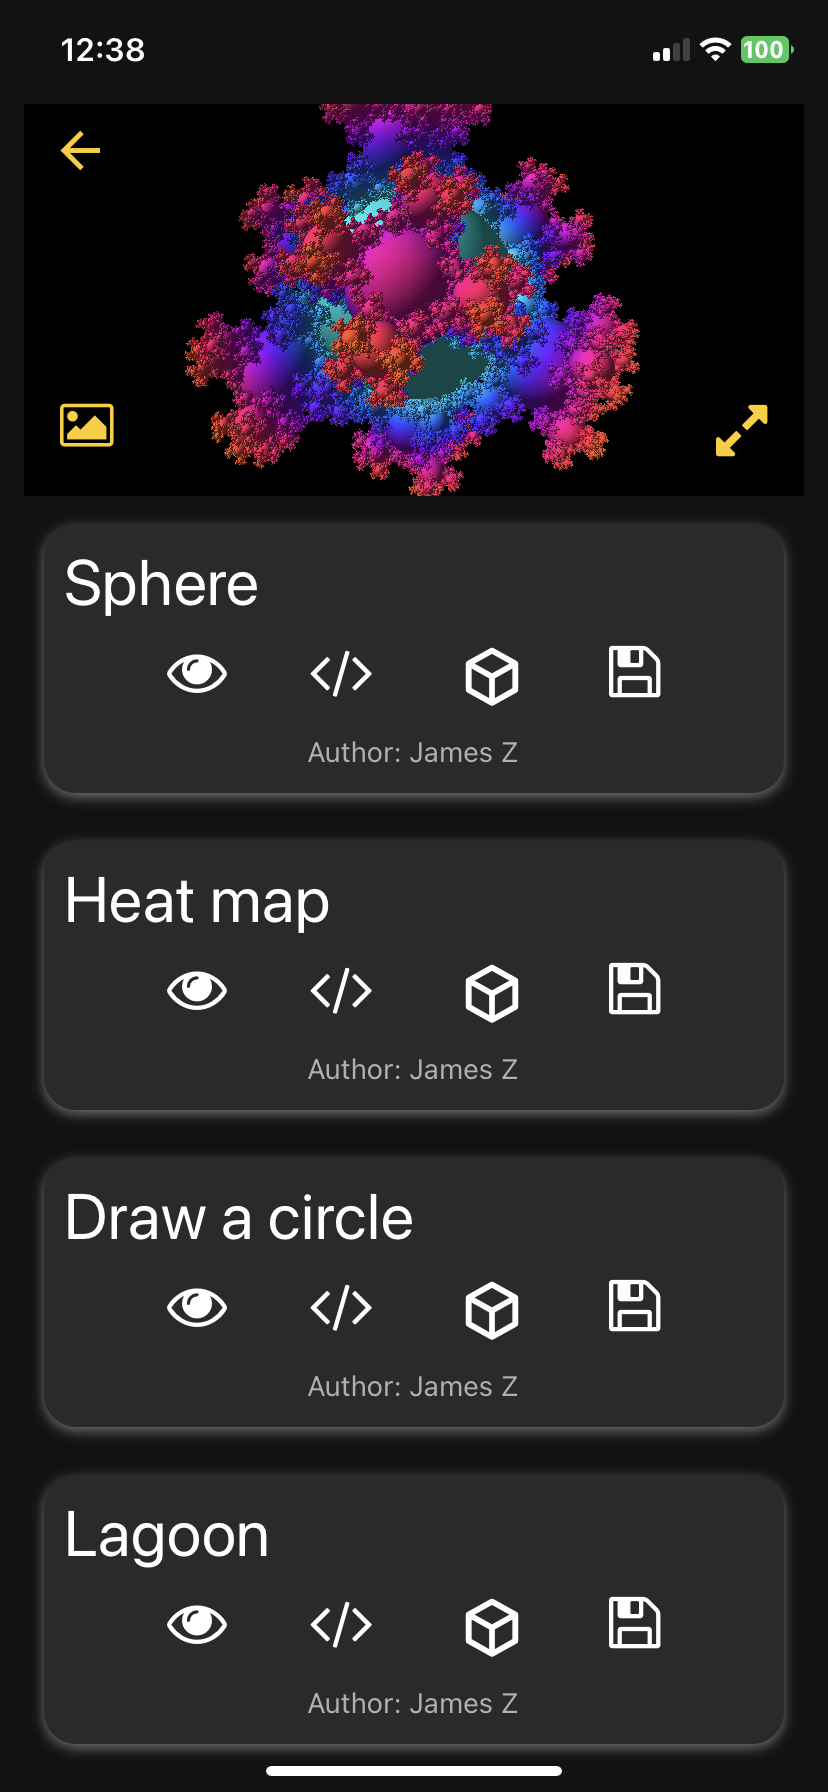 12:38
100
Sphere
</>
Author: James Z
Heat map
</>
Author: James Z
Draw a circle
</>
Author: James Z
Lagoon
</>
Author: James Z